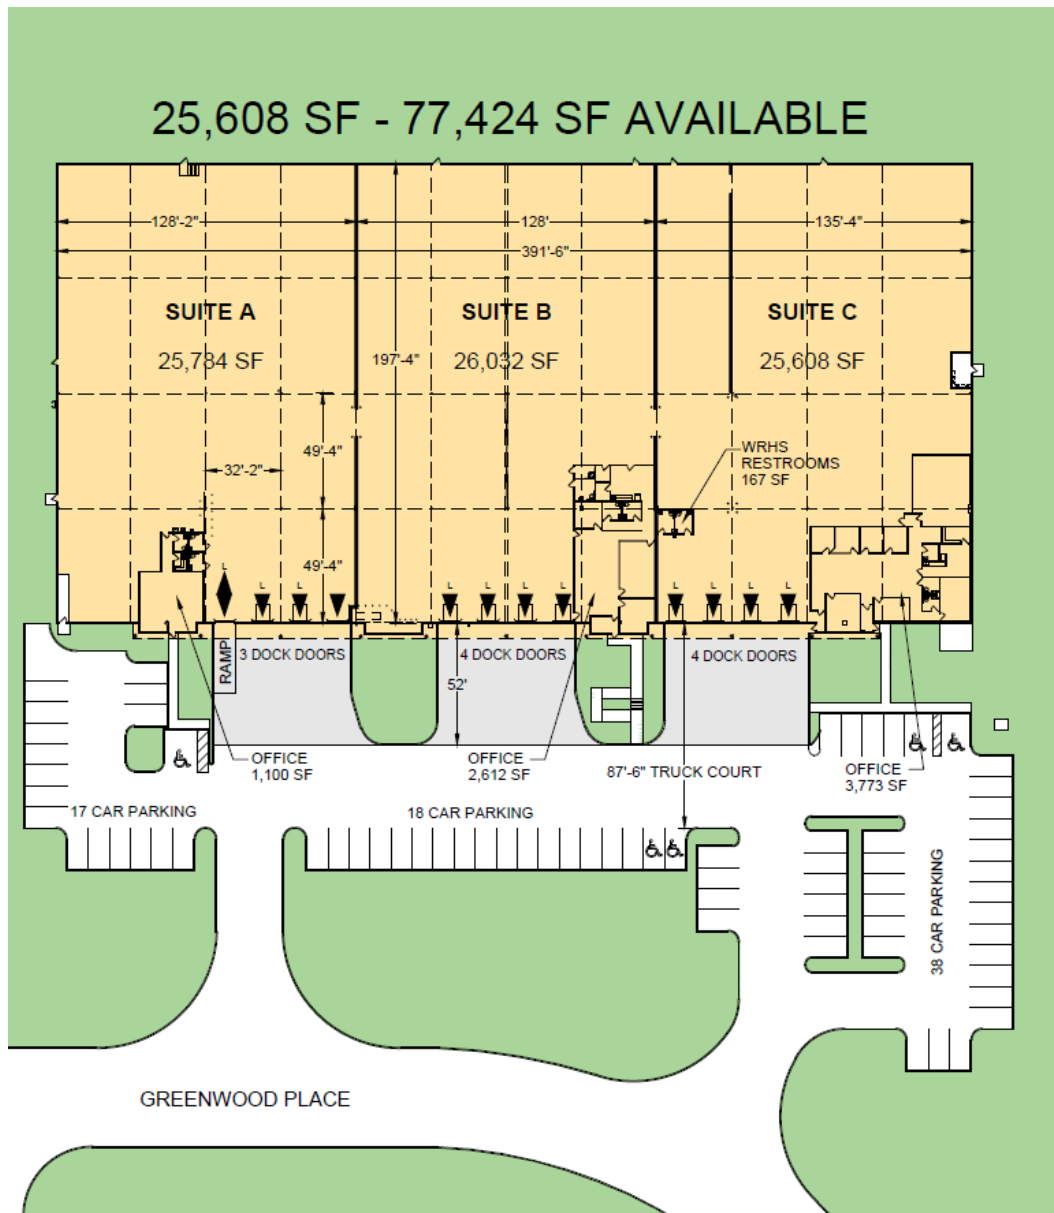 25,608 SF - 77,424 SF AVAILABLE
128'-2"
128'
135'-4"
391'-6"
SUITE A
SUITE B
SUITE C
25,784 SF
197'-4"
26,032 SF
25,608 SF
49'-4"
32'-2"
WRHS
RESTROOMS
167 SF
49'-4"
L
L
L
L
L
L
L
L
L
L
L
RAMP
3 DOCK DOORS
4 DOCK DOORS
4 DOCK DOORS
52'
OFFICE
1,100 SF
OFFICE
2,612 SF
87'-6" TRUCK COURT
OFFICE
3,773 SF
17 CAR PARKING
18 CAR PARKING
38 CAR PARKING
GREENWOOD PLACE